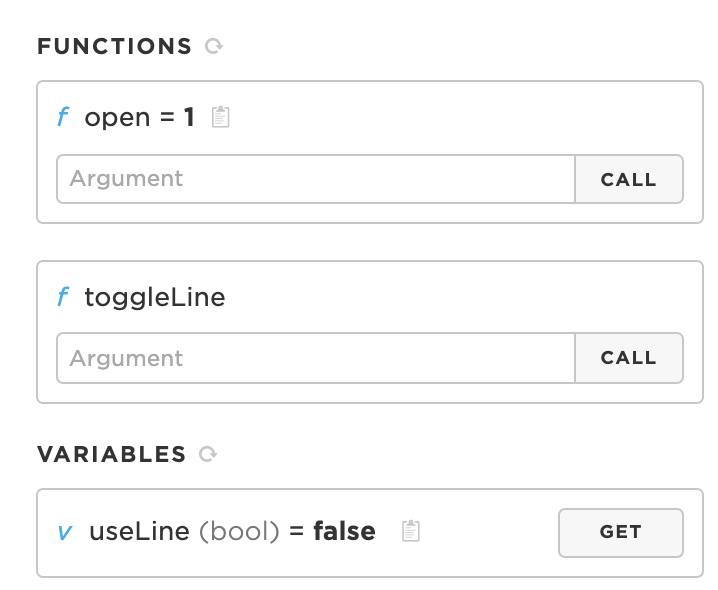 FUNCTIONS
f open = 1
Argument CALL
f toggleLine
Argument CALL
VARIABLES
v useLine (bool) = false GET